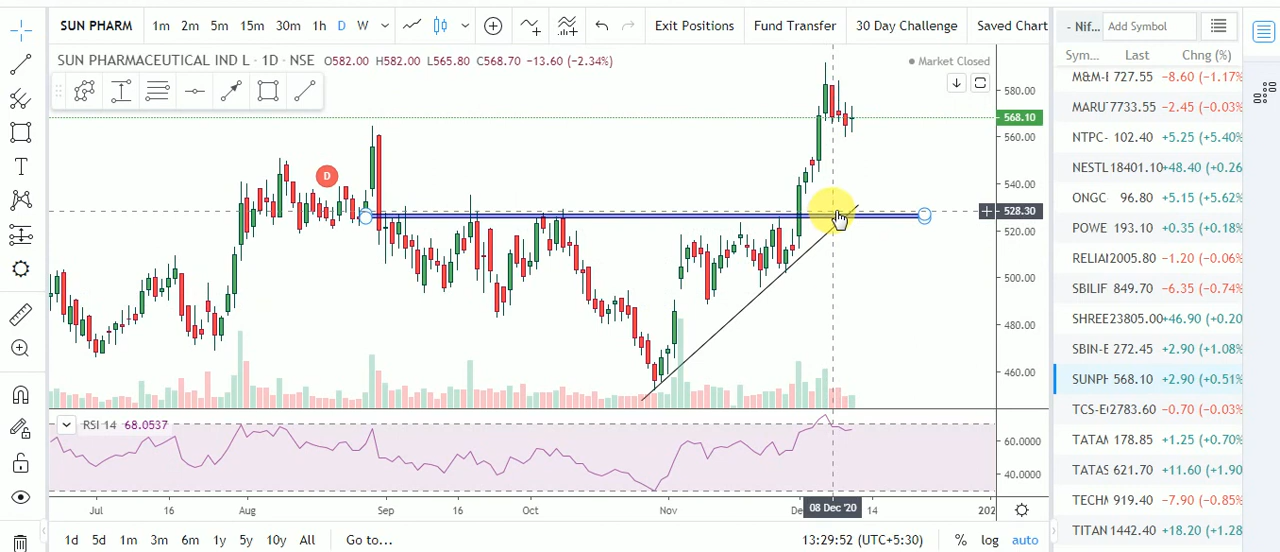 SUN PHARM 1m 2m 5m 15m 30m 1h D W Exit Positions Fund Transfer 30 Day Challenge Saved Chart - Nif.. Add Symbol
SUN PHARMACEUTICAL IND L · 1D · NSE O582.00 H582.00 L565.80 C568.70 -13.60 (-2.34%) Market Closed
Sym... Last Chng (%)
M&M-E 727.55 -8.60 (-1.17%
MARU' 7733.55 -2.45 (-0.03%
NTPC- 102.40 +5.25 (+5.40%
NESTL 18401.10 +48.40 (+0.26
ONGC 96.80 +5.15 (+5.62%
POWE 193.10 +0.35 (+0.18%
RELIAI 2005.80 -1.20 (-0.06%
SBILIF 849.70 -6.35 (-0.74%
SHREE 23805.00 +46.90 (+0.20
SBIN-E 272.45 +2.90 (+1.08%
SUNPH 568.10 +2.90 (+0.51%
TCS-E 2783.60 -0.70 (-0.03%
TATAM 178.85 +1.25 (+0.70%
TATAS 621.70 +11.60 (+1.90
TECHM 919.40 -7.90 (-0.85%
TITAN 1442.40 +18.20 (+1.28
580.00
568.10
560.00
540.00
528.30
520.00
500.00
480.00
460.00
D
RSI 14 68.0537
60.0000
40.0000
Jul 16 Aug Sep 16 Oct Nov De 08 Dec '20 14 202
1d 5d 1m 3m 6m 1y 5y 10y All Go to... 13:29:52 (UTC+5:30) % log auto